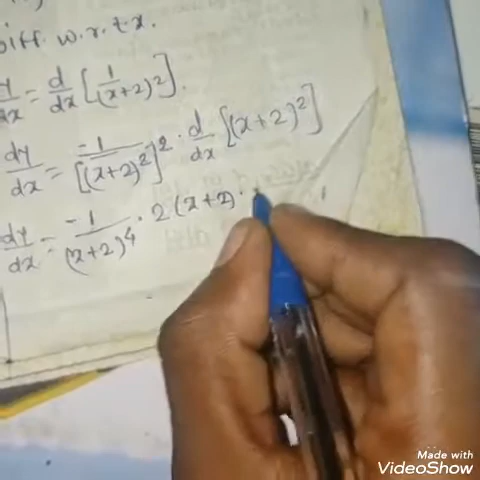 Diff. w.r.t.x.
dy/dx = d/dx [1/(x+2)²].
dy/dx = -1/[(x+2)²]² · d/dx [(x+2)²]
dy/dx = -1/(x+2)⁴ · 2(x+2) ·
Made with
VideoShow